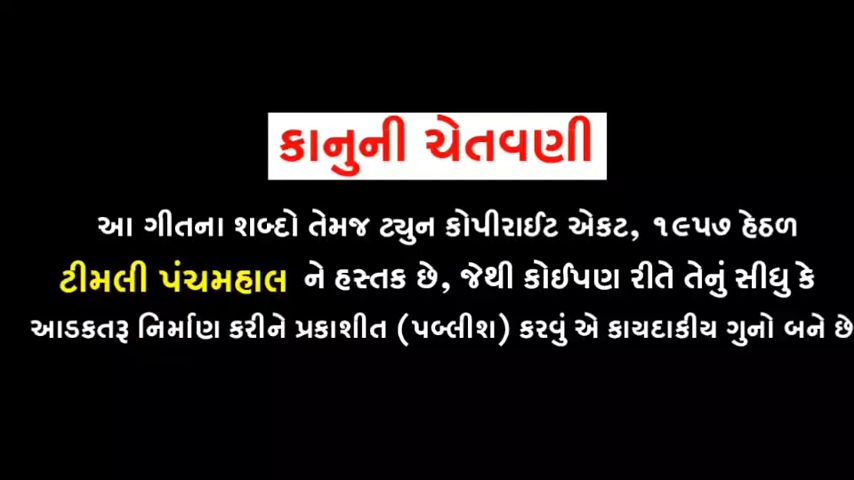 કાનુની ચેતવણી
આ ગીતના શબ્દો તેમજ ટ્યુન કોપીરાઈટ એકટ, ૧૯૫૭ હેઠળ
ટીમલી પંચમહાલ ને હસ્તક છે, જેથી કોઈપણ રીતે તેનું સીધુ કે
આડકતરૂ નિર્માણ કરીને પ્રકાશીત (પબ્લીશ) કરવું એ કાયદાકીય ગુનો બને છે